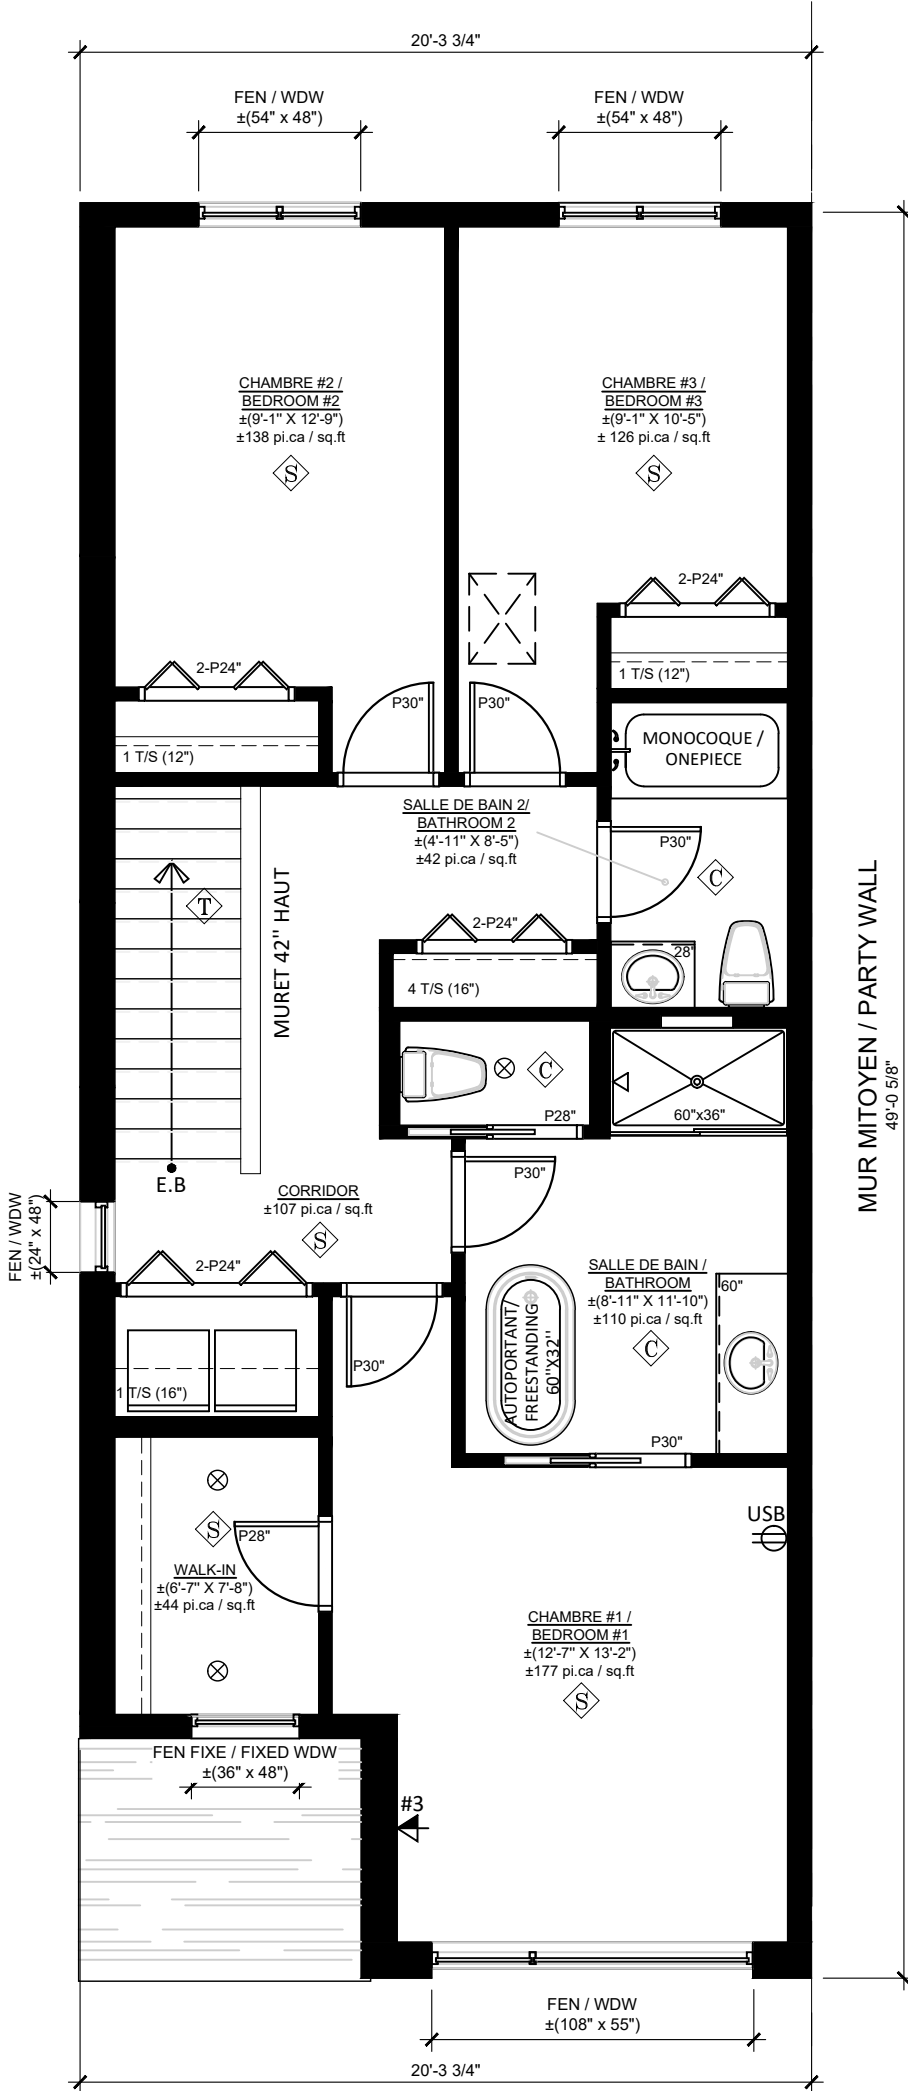 20'-3 3/4"
FEN / WDW
±(54" x 48")
FEN / WDW
±(54" x 48")
CHAMBRE #2 /
BEDROOM #2
±(9'-1" X 12'-9")
±138 pi.ca / sq.ft
S
CHAMBRE #3 /
BEDROOM #3
±(9'-1" X 10'-5")
± 126 pi.ca / sq.ft
S
2-P24"
1 T/S (12")
2-P24"
1 T/S (12")
P30"
P30"
MONOCOQUE /
ONEPIECE
SALLE DE BAIN 2/
BATHROOM 2
±(4'-11" X 8'-5")
±42 pi.ca / sq.ft
P30"
C
T
MURET 42" HAUT
2-P24"
4 T/S (16")
28"
MUR MITOYEN / PARTY WALL
49'-0 5/8"
C
P28"
60"x36"
E.B
P30"
CORRIDOR
±107 pi.ca / sq.ft
S
FEN / WDW
±(24" x 48")
2-P24"
1 T/S (16")
P30"
SALLE DE BAIN /
BATHROOM
±(8'-11" X 11'-10")
±110 pi.ca / sq.ft
C
60"
AUTOPORTANT/
FREESTANDING
60"X32"
P30"
USB
S
P28"
WALK-IN
±(6'-7" X 7'-8")
±44 pi.ca / sq.ft
CHAMBRE #1 /
BEDROOM #1
±(12'-7" X 13'-2")
±177 pi.ca / sq.ft
S
FEN FIXE / FIXED WDW
±(36" x 48")
#3
FEN / WDW
±(108" x 55")
20'-3 3/4"